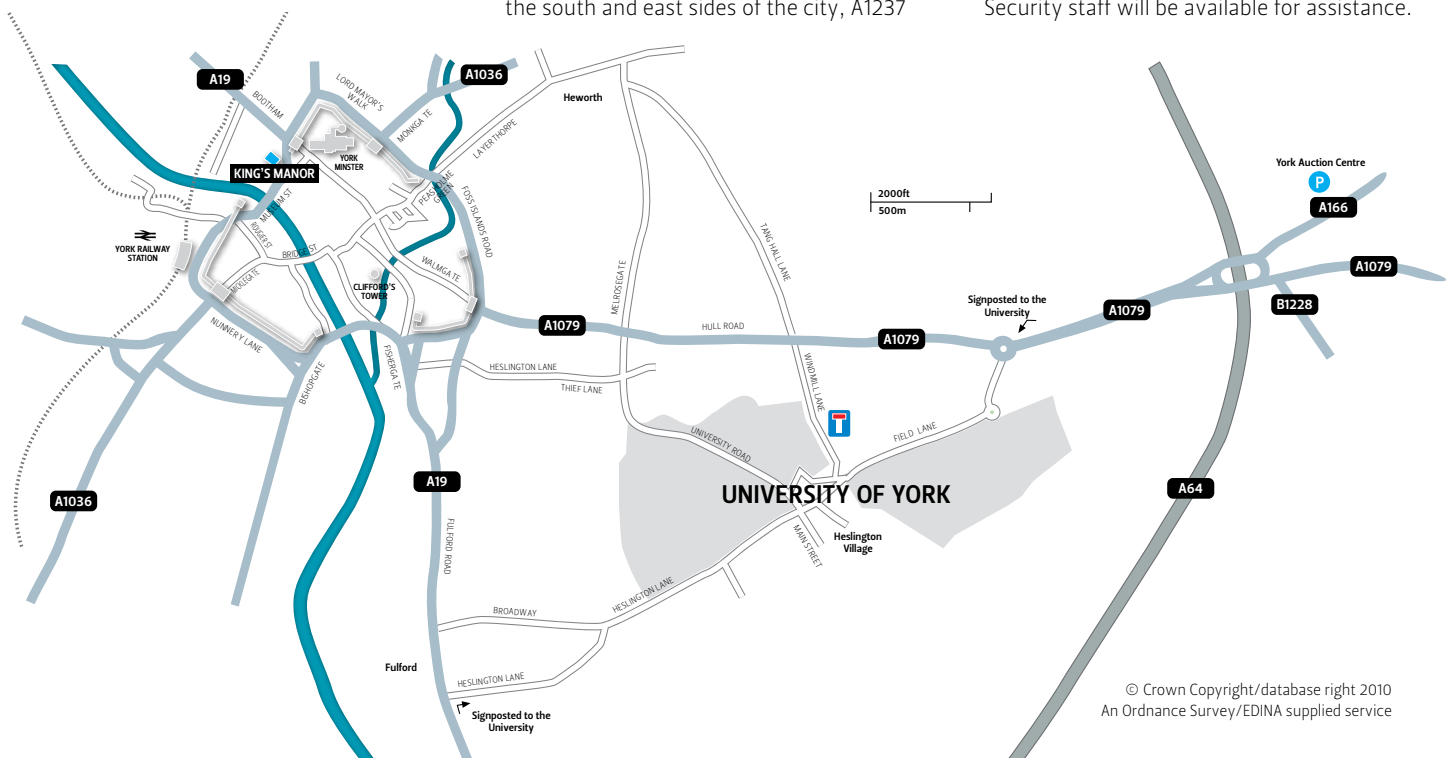 the south and east sides of the city, A1237
Security staff will be available for assistance.
A19
BOOTHAM
LORD MAYOR'S
WALK
A1036
MONKGATE
LAYERTHORPE
Heworth
YORK
MINSTER
KING'S MANOR
MUSEUM ST
PEASHOLME
GREEN
FOSS ISLANDS ROAD
YORK RAILWAY
STATION
ROUGIER ST
BRIDGE ST
MICKLEGATE
CLIFFORD'S
TOWER
WALMGATE
NUNNERY LANE
BISHOPGATE
FISHERGATE
A1079
HESLINGTON LANE
THIEF LANE
MELROSEGATE
HULL ROAD
TANG HALL LANE
2000ft
500m
York Auction Centre
P
A166
A1079
B1228
A1079
Signposted to the
University
A1079
WINDMILL LANE
FIELD LANE
UNIVERSITY ROAD
UNIVERSITY OF YORK
A64
A1036
A19
FULFORD ROAD
MAIN STREET
Heslington
Village
HESLINGTON LANE
BROADWAY
Fulford
HESLINGTON LANE
Signposted to the
University
© Crown Copyright/database right 2010
An Ordnance Survey/EDINA supplied service